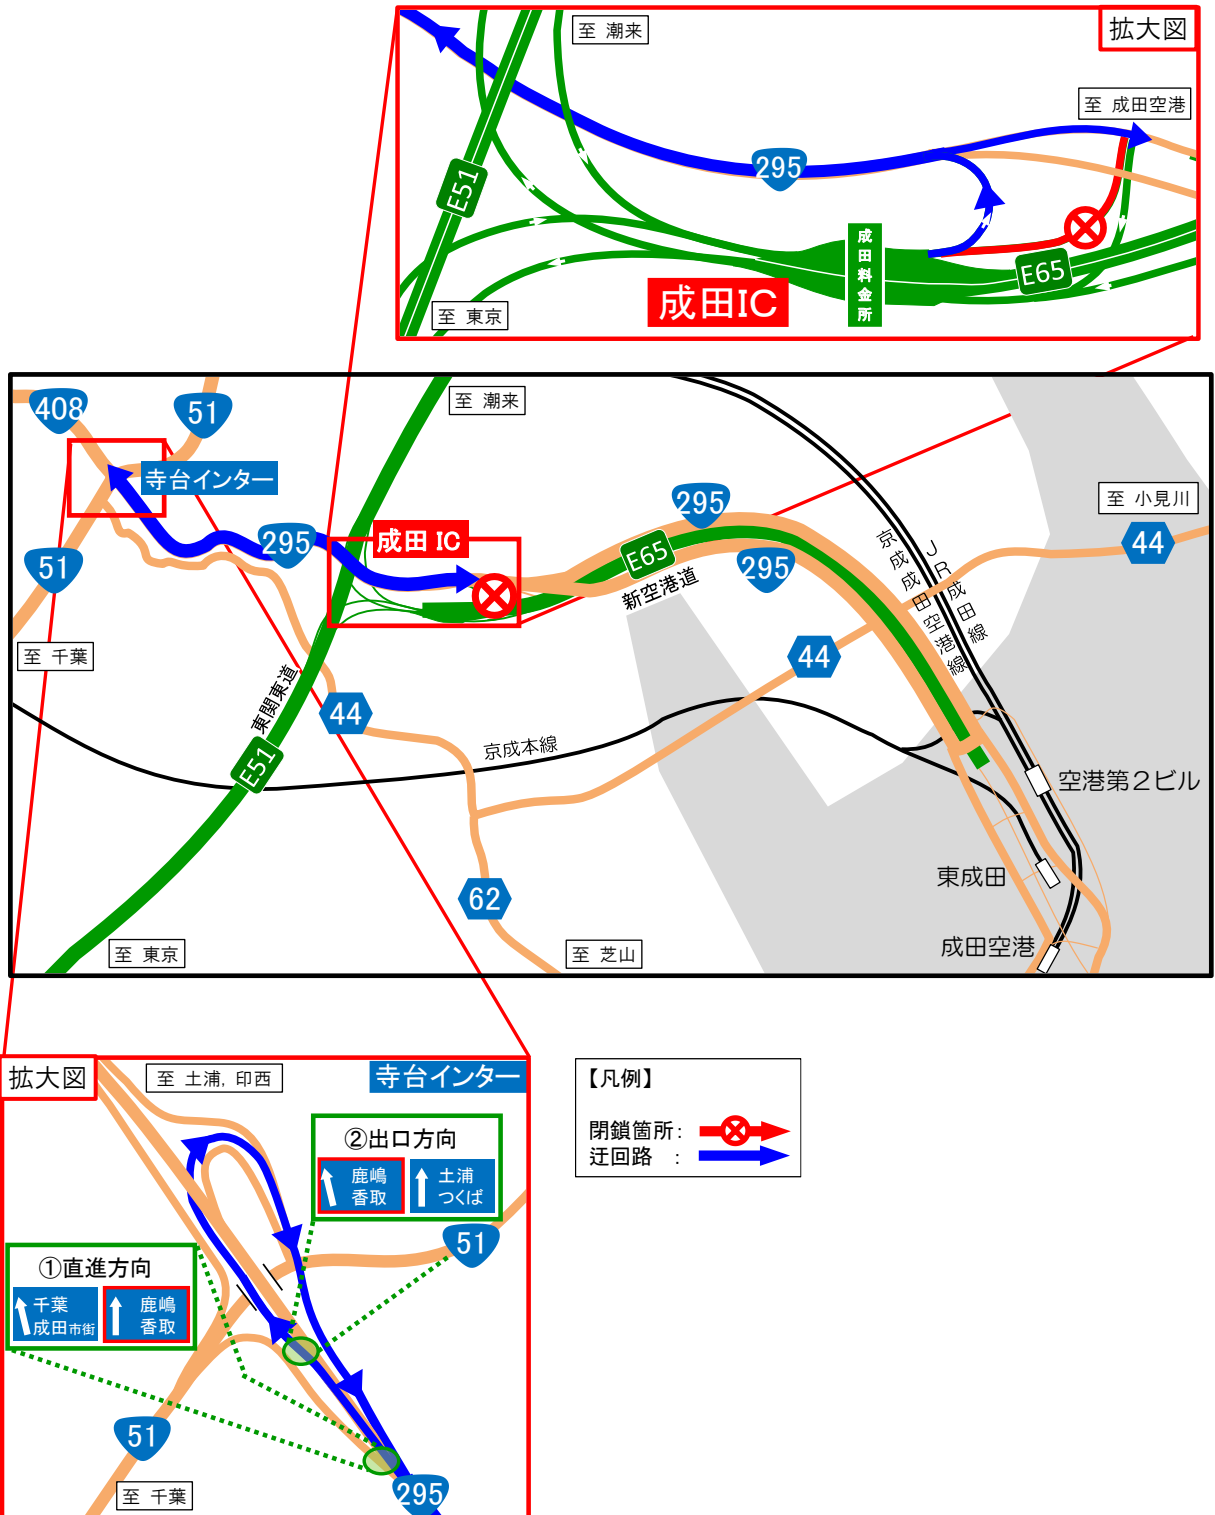 至 潮来
拡大図
至 成田空港
295
E51
成田料金所
E65
成田IC
至 東京
408
51
至 潮来
寺台インター
295
至 小見川
44
295
成田 IC
E65
295
新空港道
京成成田空港線
JR成田線
51
至 千葉
44
東関東道
44
京成本線
E51
空港第２ビル
東成田
62
成田空港
至 東京
至 芝山
拡大図
至 土浦, 印西
寺台インター
②出口方向
鹿嶋
香取
土浦
つくば
51
①直進方向
千葉
成田市街
鹿嶋
香取
51
295
至 千葉
【凡例】
閉鎖箇所：
迂回路 ：